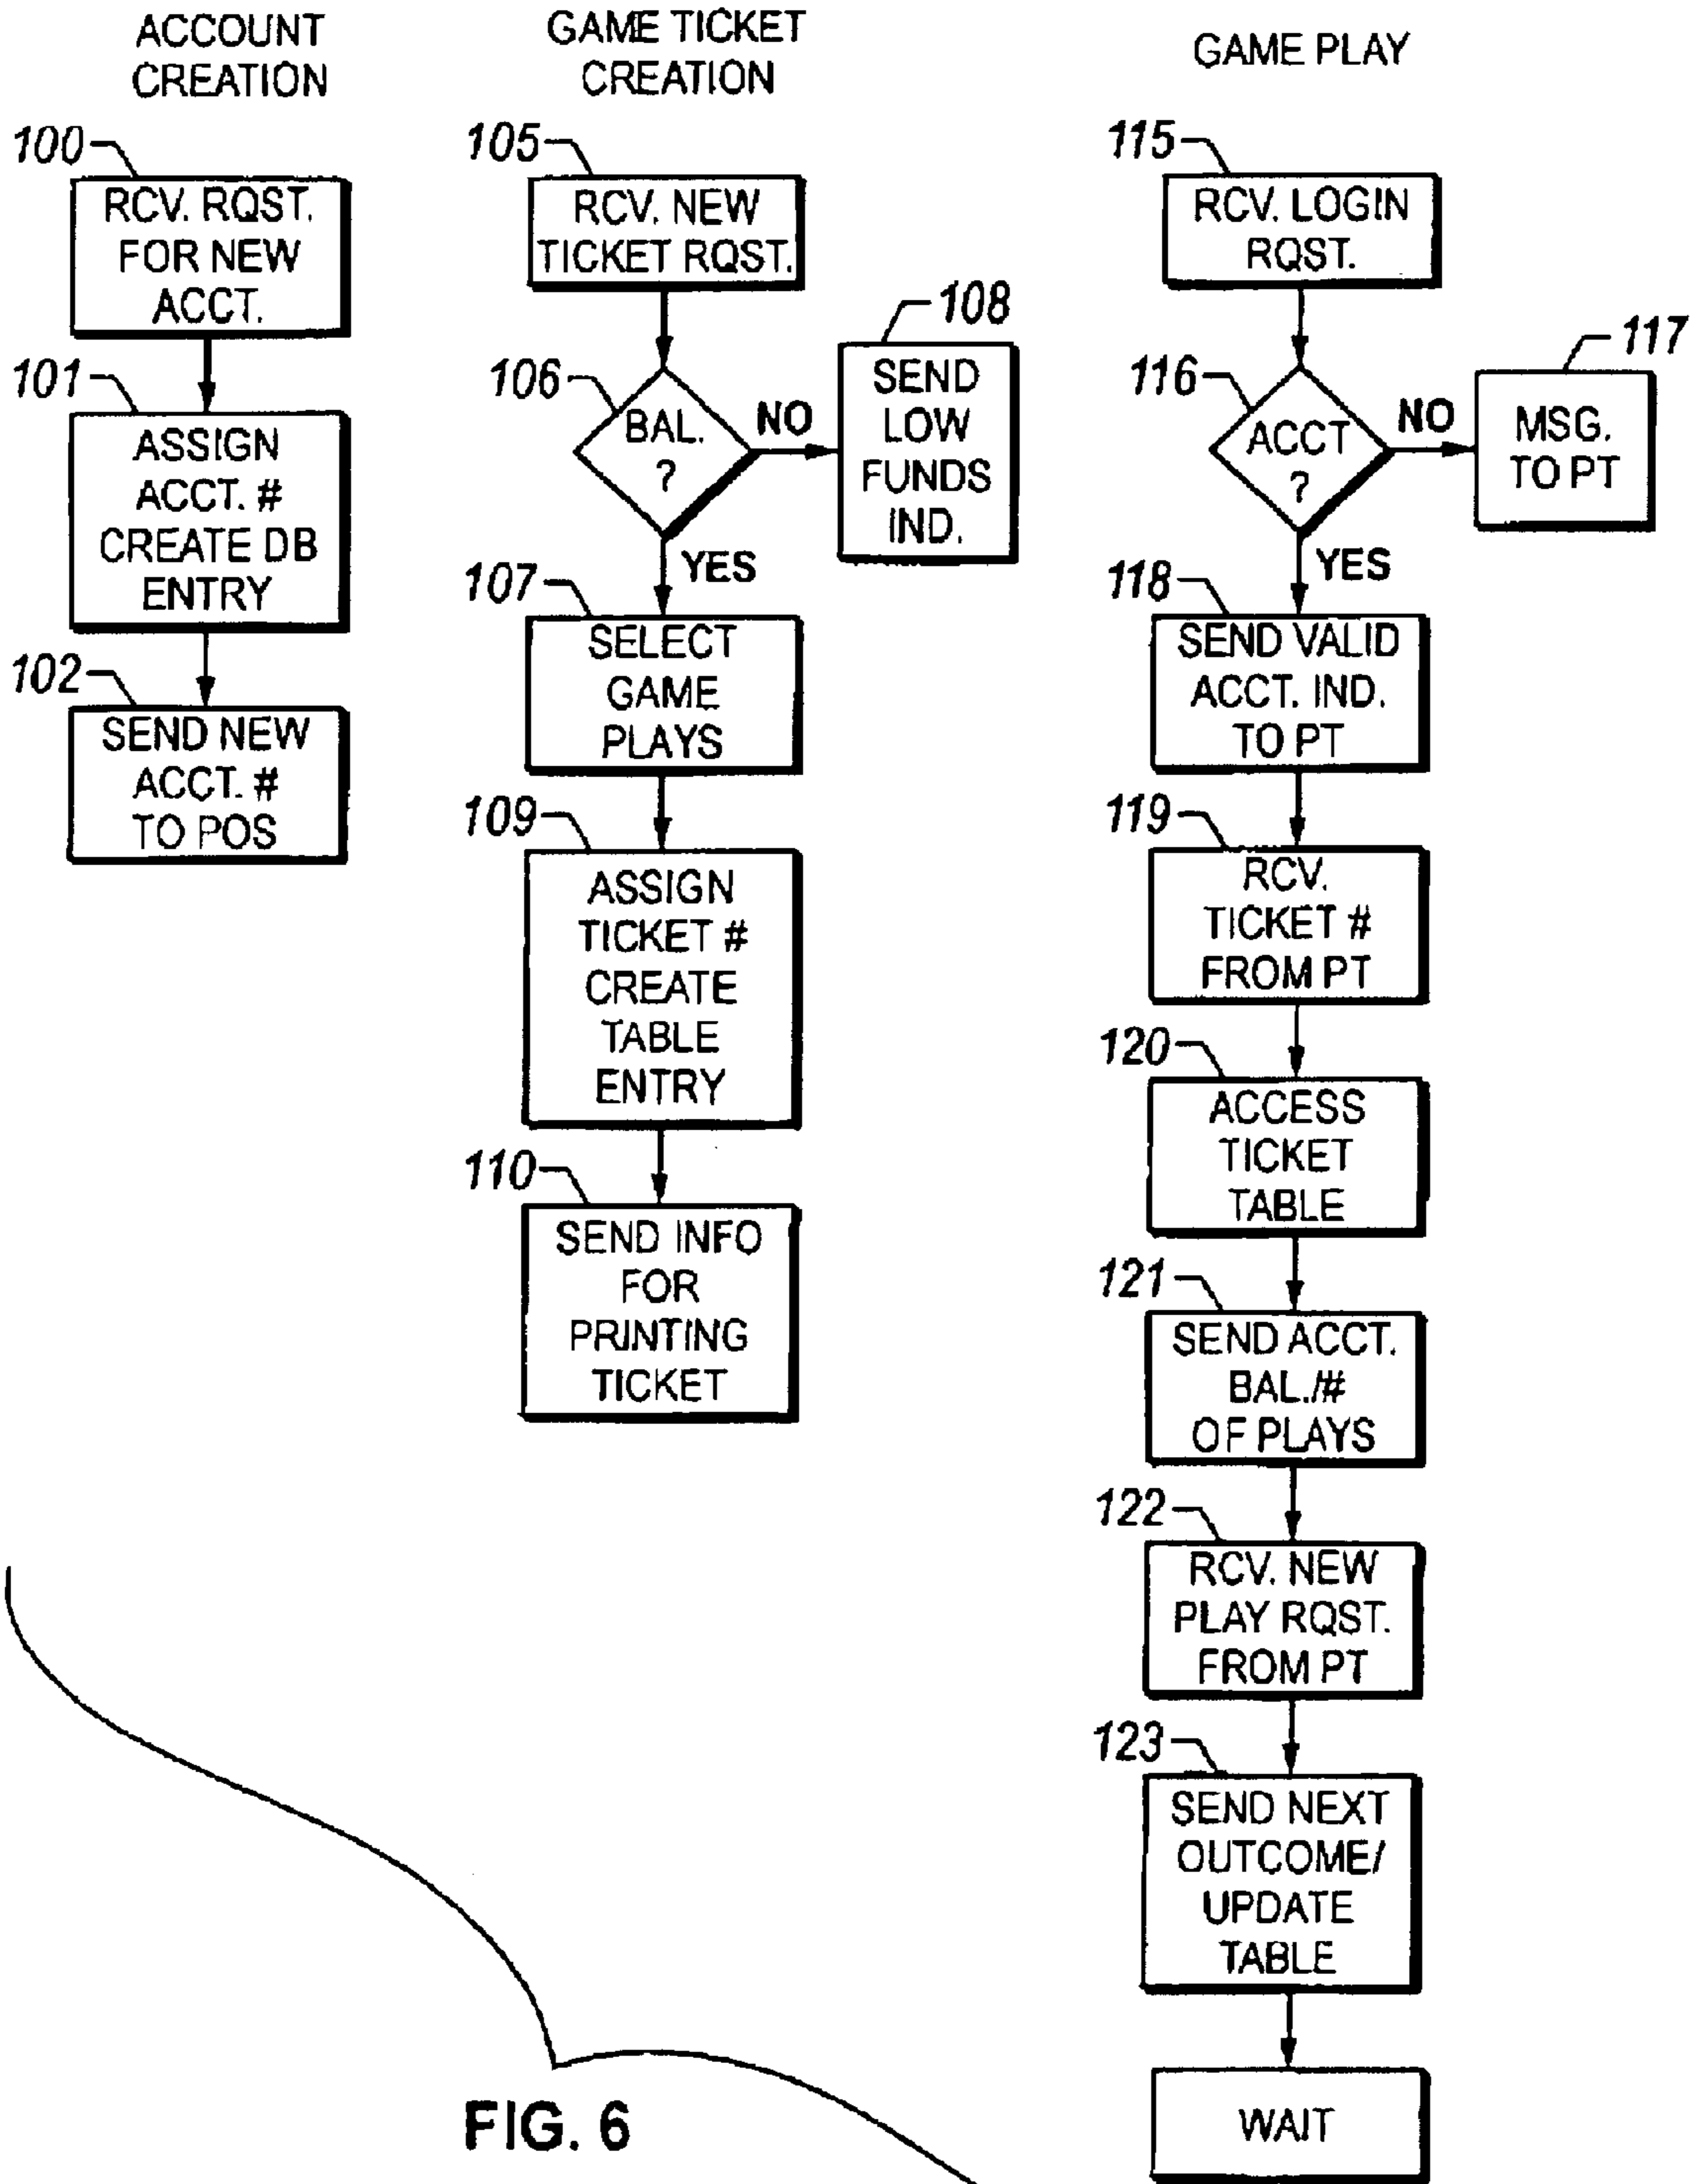 ACCOUNT
CREATION
100
RCV. RQST.
FOR NEW
ACCT.
101
ASSIGN
ACCT. #
CREATE DB
ENTRY
102
SEND NEW
ACCT. #
TO POS
GAME TICKET
CREATION
105
RCV. NEW
TICKET RQST.
106
BAL.
?
NO
108
SEND
LOW
FUNDS
IND.
YES
107
SELECT
GAME
PLAYS
109
ASSIGN
TICKET #
CREATE
TABLE
ENTRY
110
SEND INFO
FOR
PRINTING
TICKET
GAME PLAY
115
RCV. LOGIN
RQST.
116
ACCT
?
NO
117
MSG.
TO PT
YES
118
SEND VALID
ACCT. IND.
TO PT
119
RCV.
TICKET #
FROM PT
120
ACCESS
TICKET
TABLE
121
SEND ACCT.
BAL./#
OF PLAYS
122
RCV. NEW
PLAY RQST.
FROM PT
123
SEND NEXT
OUTCOME/
UPDATE
TABLE
WAIT
FIG. 6